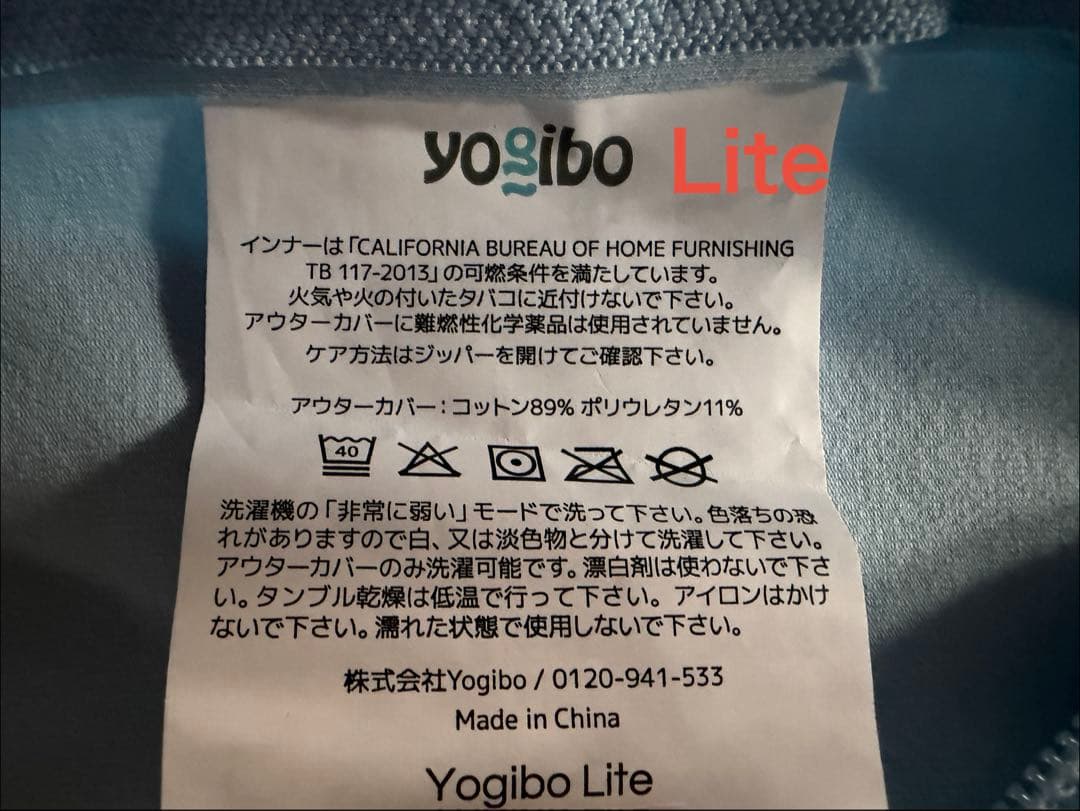 yogibo Lite
インナーは「CALIFORNIA BUREAU OF HOME FURNISHING
TB 117-2013」の可燃条件を満たしています。
火気や火の付いたタバコに近付けないで下さい。
アウターカバーに難燃性化学薬品は使用されていません。
ケア方法はジッパーを開けてご確認下さい。
アウターカバー：コットン89% ポリウレタン11%
40
洗濯機の「非常に弱い」モードで洗って下さい。色落ちの恐
れがありますので白、又は淡色物と分けて洗濯して下さい。
アウターカバーのみ洗濯可能です。漂白剤は使わないで下さ
い。タンブル乾燥は低温で行って下さい。アイロンはかけ
ないで下さい。濡れた状態で使用しないで下さい。
株式会社Yogibo / 0120-941-533
Made in China
Yogibo Lite